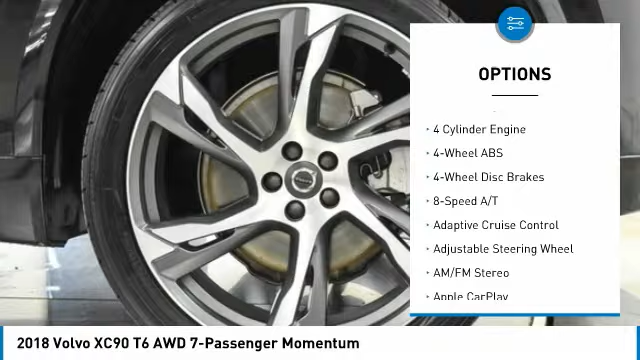 OPTIONS
4 Cylinder Engine
4-Wheel ABS
4-Wheel Disc Brakes
8-Speed A/T
Adaptive Cruise Control
Adjustable Steering Wheel
AM/FM Stereo
Apple CarPlay
2018 Volvo XC90 T6 AWD 7-Passenger Momentum